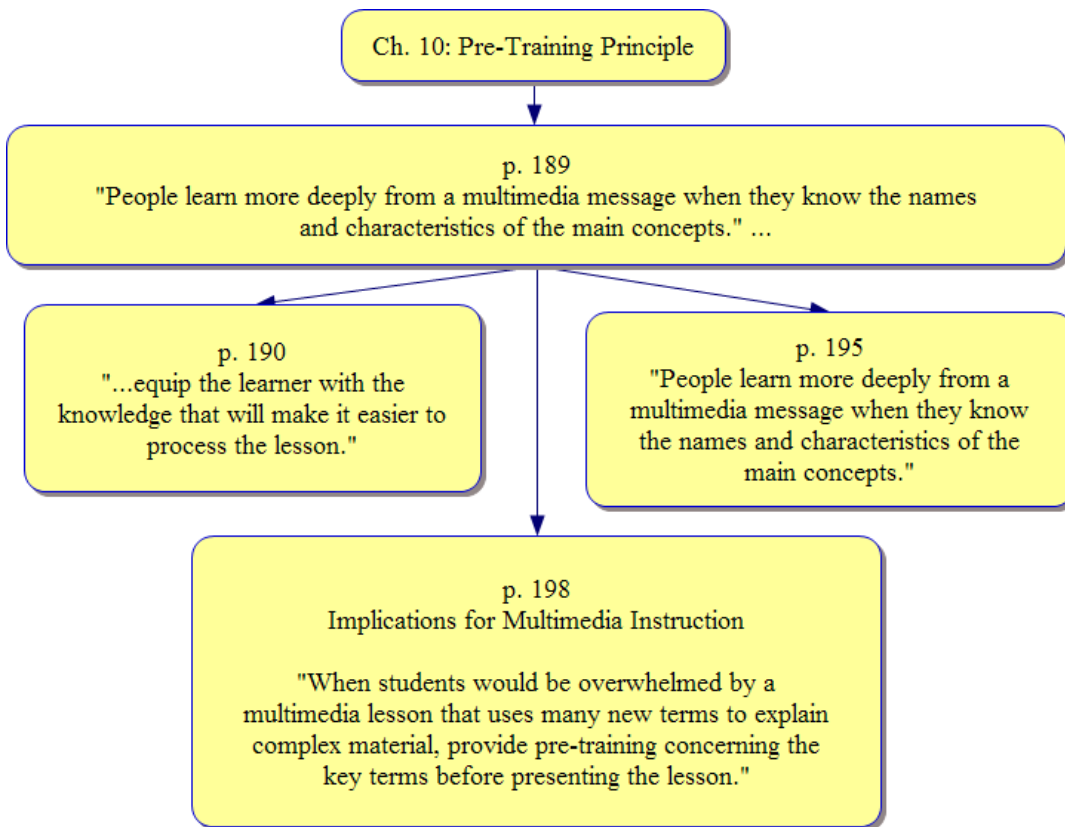 Ch. 10: Pre-Training Principle
p. 189
"People learn more deeply from a multimedia message when they know the names
and characteristics of the main concepts." ...
p. 190
"...equip the learner with the
knowledge that will make it easier to
process the lesson."
p. 195
"People learn more deeply from a
multimedia message when they know
the names and characteristics of the
main concepts."
p. 198
Implications for Multimedia Instruction
"When students would be overwhelmed by a
multimedia lesson that uses many new terms to explain
complex material, provide pre-training concerning the
key terms before presenting the lesson."